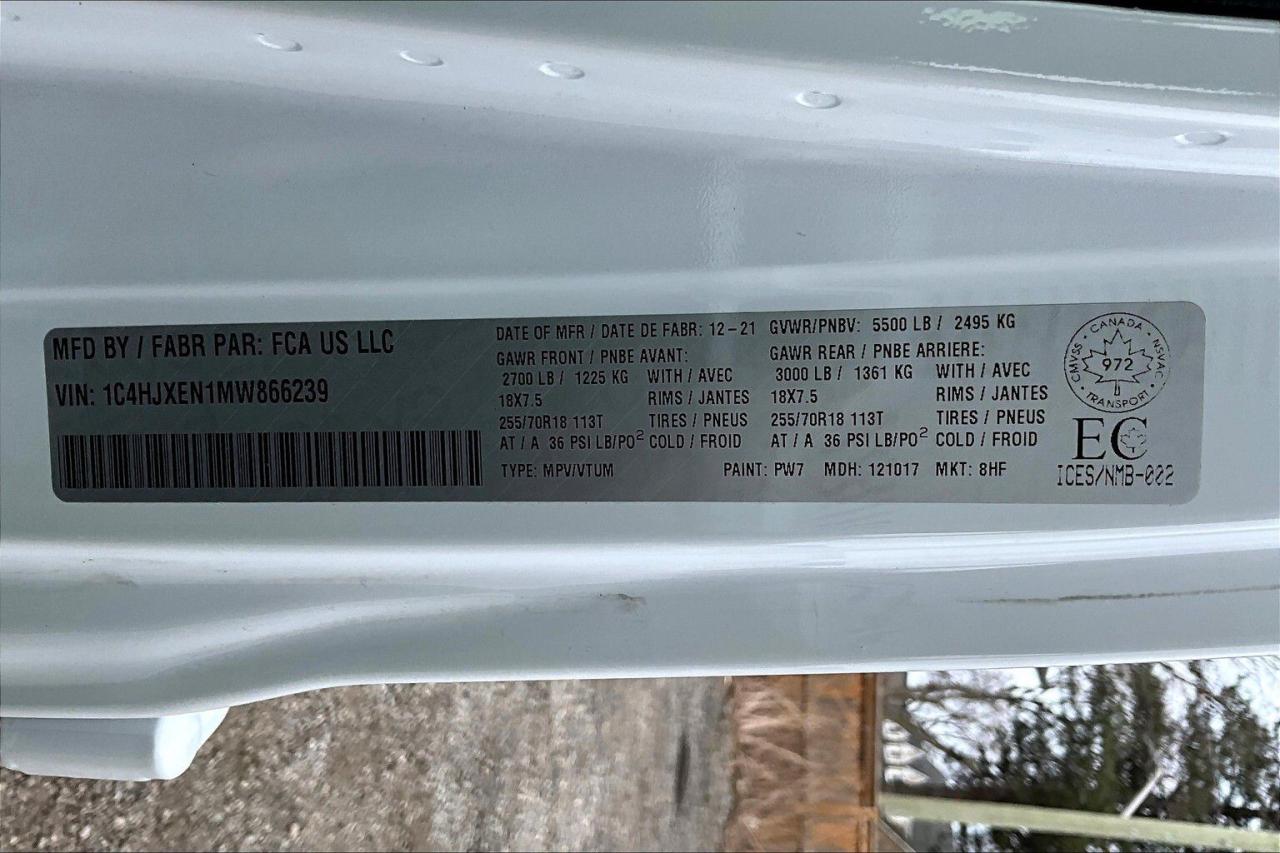 MFD BY / FABR PAR: FCA US LLC
VIN: 1C4HJXEN1MW866239
DATE OF MFR / DATE DE FABR: 12-21 GVWR/PNBV: 5500 LB / 2495 KG
GAWR FRONT / PNBE AVANT: GAWR REAR / PNBE ARRIERE:
2700 LB / 1225 KG WITH / AVEC 3000 LB / 1361 KG WITH / AVEC
18X7.5 RIMS / JANTES 18X7.5 RIMS / JANTES
255/70R18 113T TIRES / PNEUS 255/70R18 113T TIRES / PNEUS
AT / A 36 PSI LB/PO² COLD / FROID AT / A 36 PSI LB/PO² COLD / FROID
TYPE: MPV/VTUM PAINT: PW7 MDH: 121017 MKT: 8HF
CANADA
CMVSS 972 NSVAC
TRANSPORT
EC
ICES/NMB-002